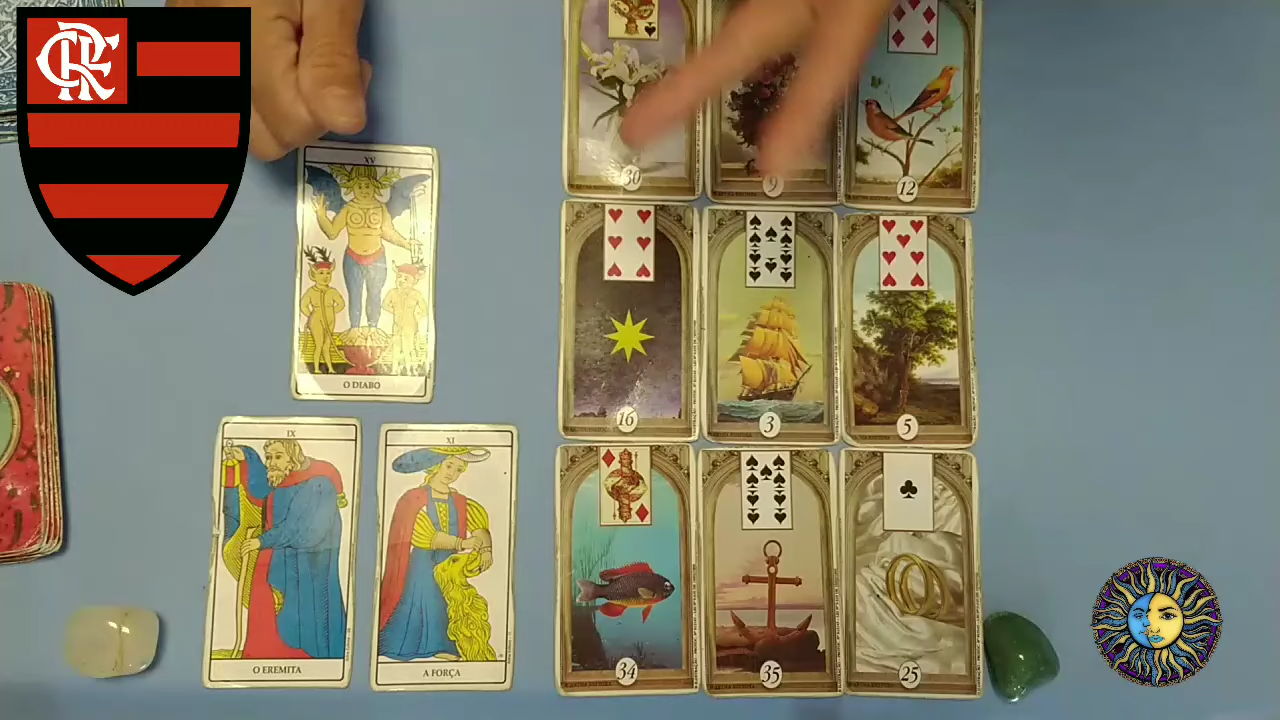 CRF
XV
O DIABO
IX
O EREMITA
XI
A FORÇA
30
9
12
16
3
5
34
35
25